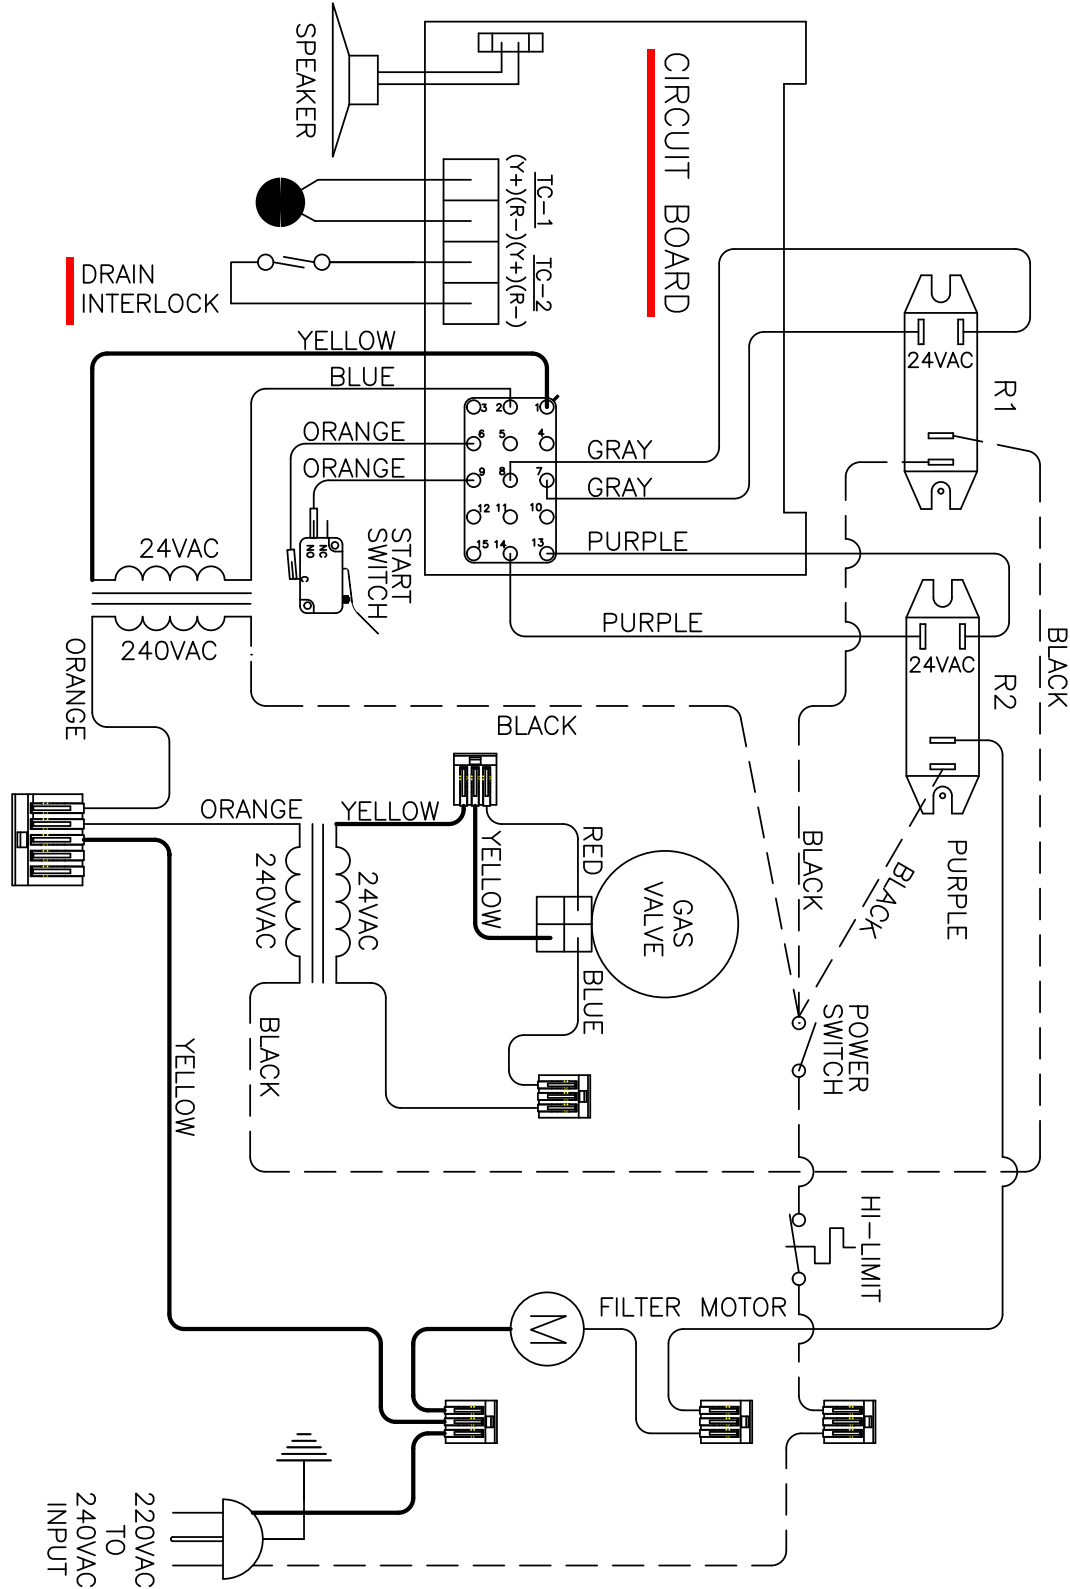 SPEAKER
CIRCUIT BOARD
TC-1
(Y+)(R-)
TC-2
(Y+)(R-)
DRAIN
INTERLOCK
YELLOW
BLUE
ORANGE
ORANGE
3 2 1
6 5 4
9 8 7
12 11 10
15 14 13
GRAY
GRAY
PURPLE
PURPLE
24VAC
R1
24VAC
R2
BLACK
START
SWITCH
NO
NC
C
24VAC
240VAC
ORANGE
BLACK
ORANGE
YELLOW
YELLOW
RED
BLUE
GAS
VALVE
240VAC
24VAC
BLACK
BLACK
BLACK
PURPLE
POWER
SWITCH
YELLOW
HI-LIMIT
FILTER MOTOR
M
220VAC
TO
240VAC
INPUT